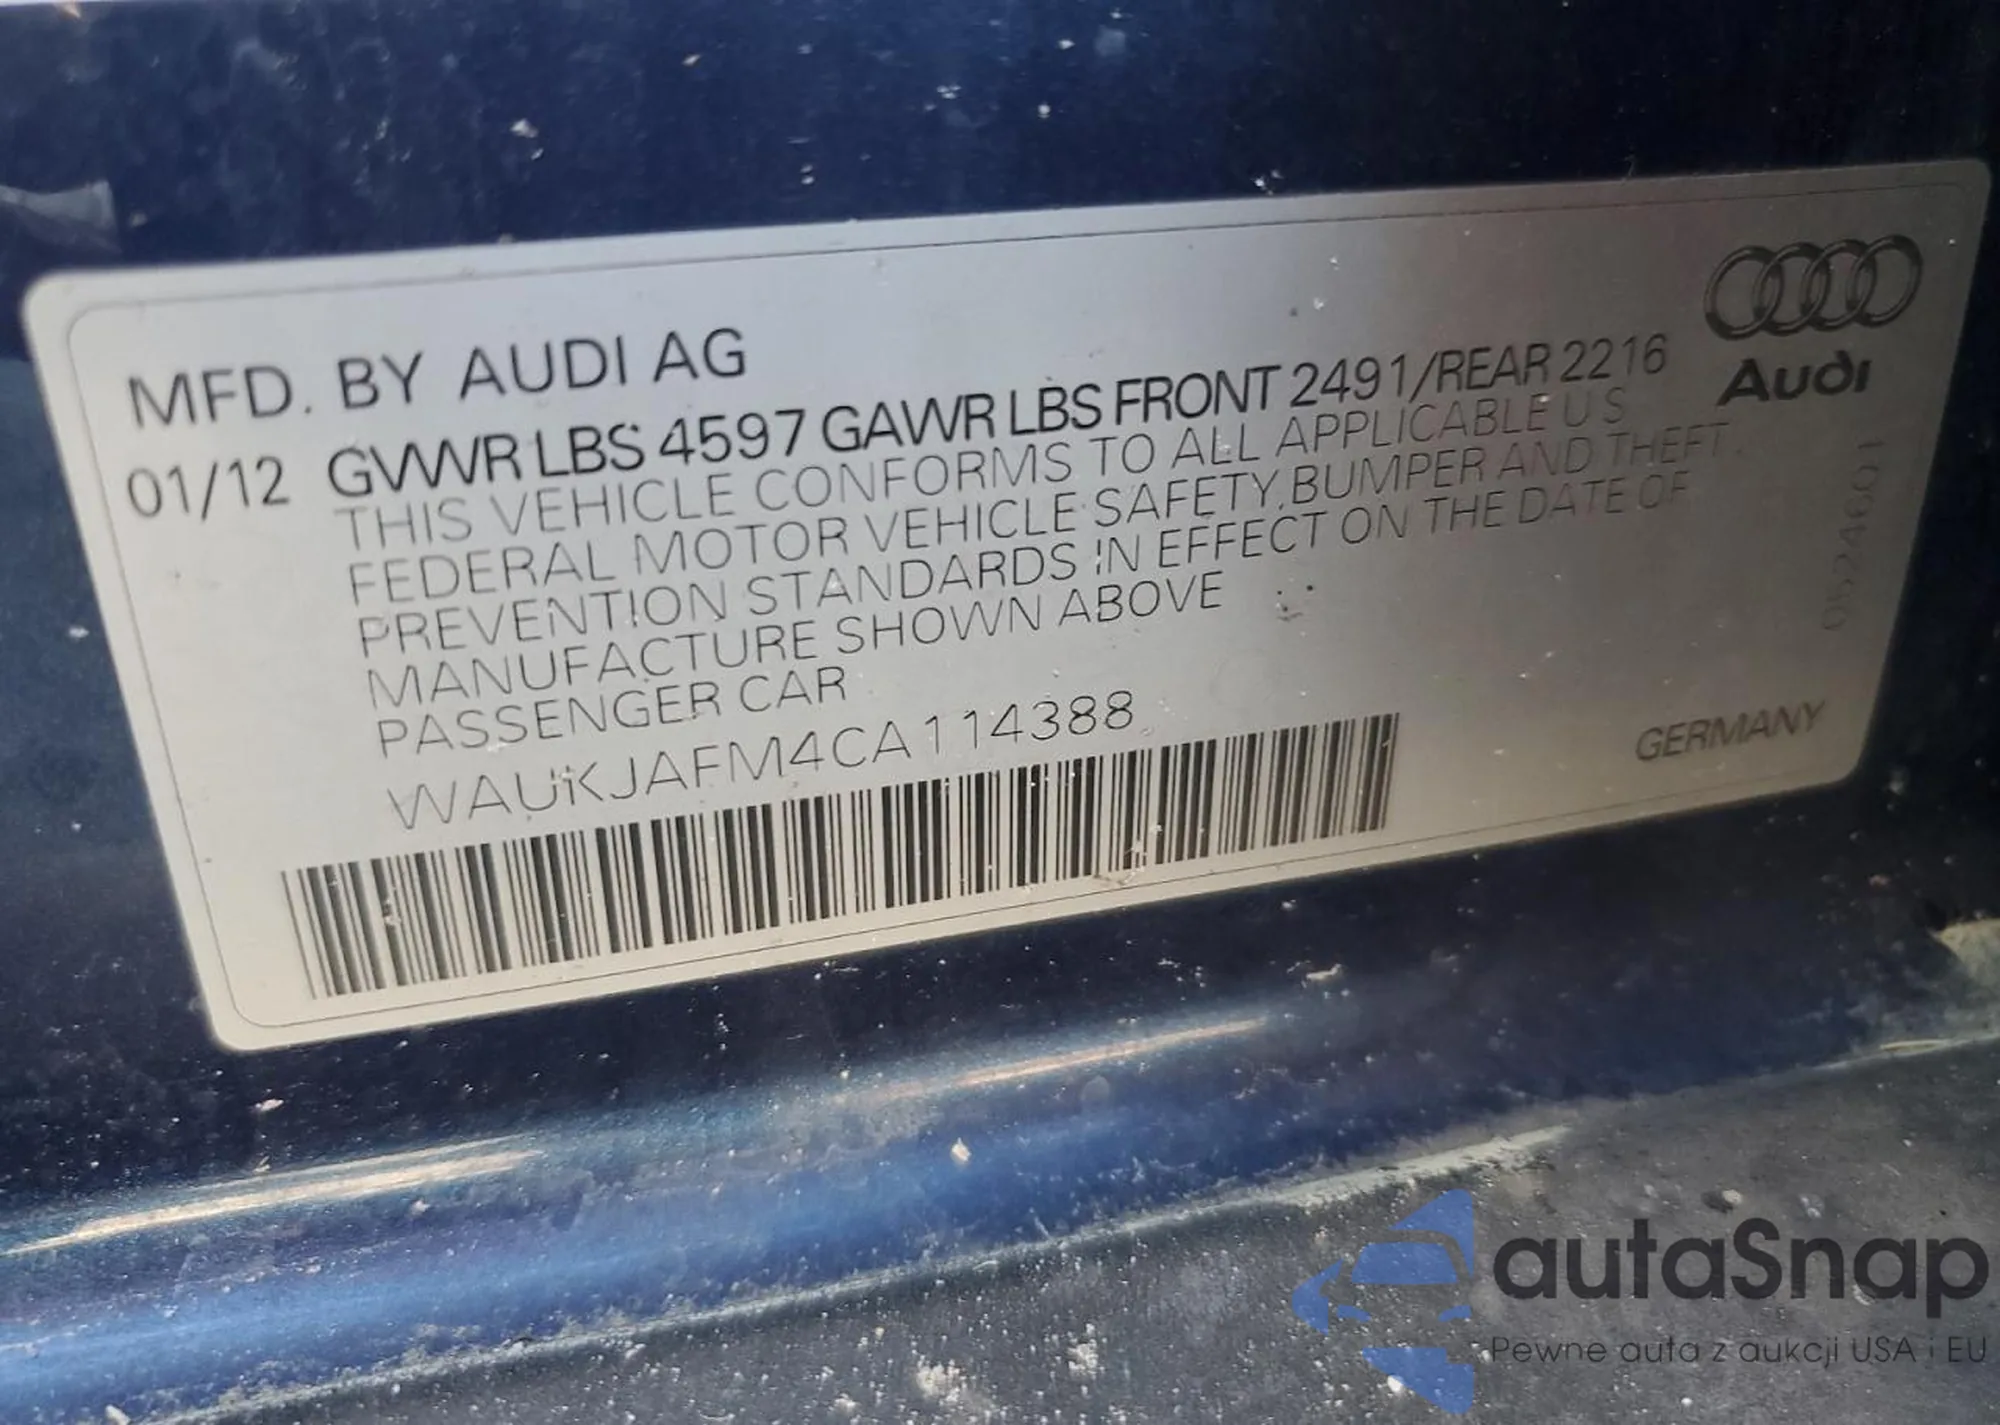 MFD. BY AUDI AG
01/12 GVWR LBS 4597 GAWR LBS FRONT 2491/REAR 2216
THIS VEHICLE CONFORMS TO ALL APPLICABLE U S
FEDERAL MOTOR VEHICLE SAFETY, BUMPER AND THEFT
PREVENTION STANDARDS IN EFFECT ON THE DATE OF
MANUFACTURE SHOWN ABOVE
PASSENGER CAR
WAUKJAFM4CA114388
Audi
05224601
GERMANY
autaSnap
Pewne auta z aukcji USA i EU